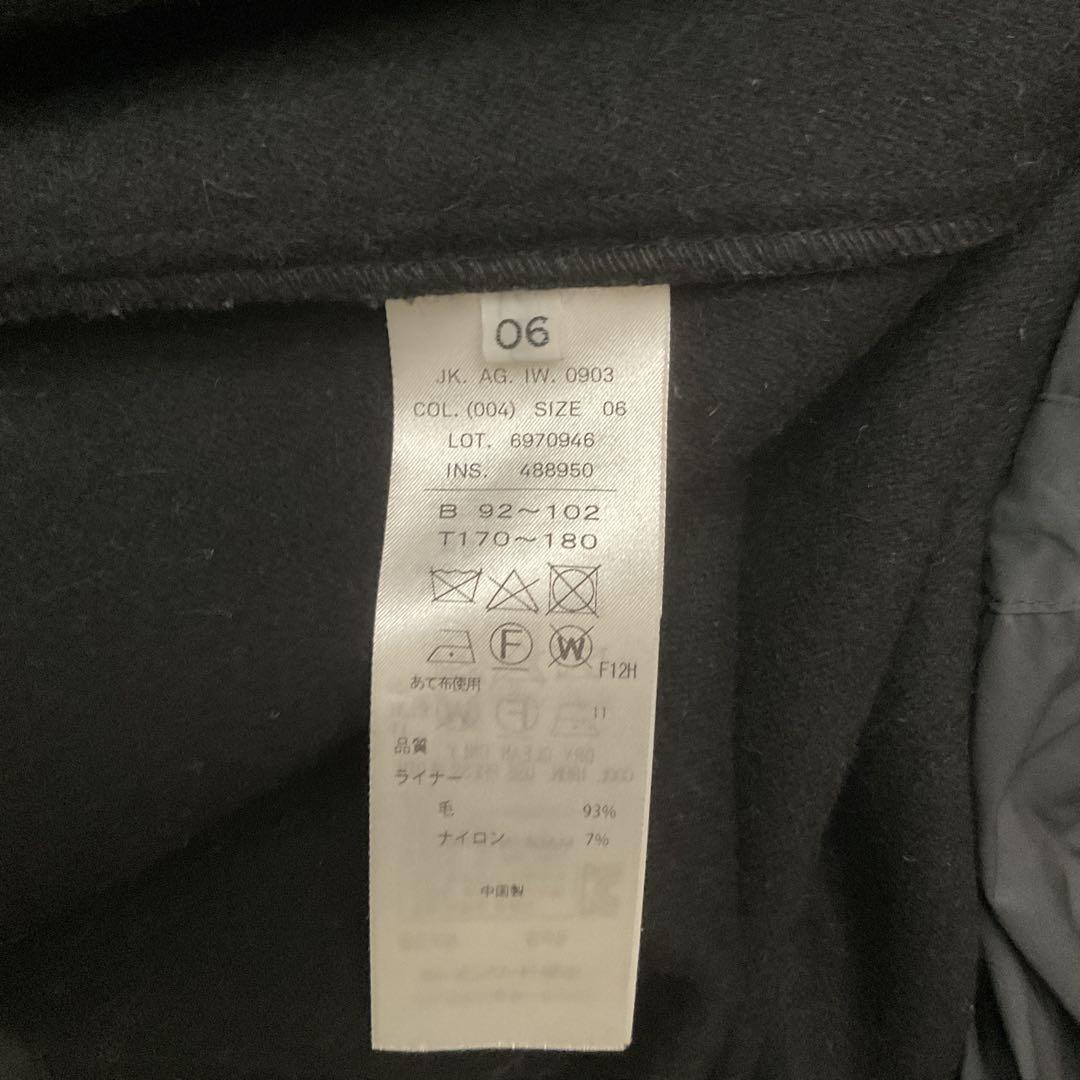 06
JK. AG. IW. 0903
COL. (004) SIZE 06
LOT. 6970946
INS. 488950
B 92～102
T170～180
F W F12H
あて布使用
11
品質
ライナー
毛 93%
ナイロン 7%
中国製